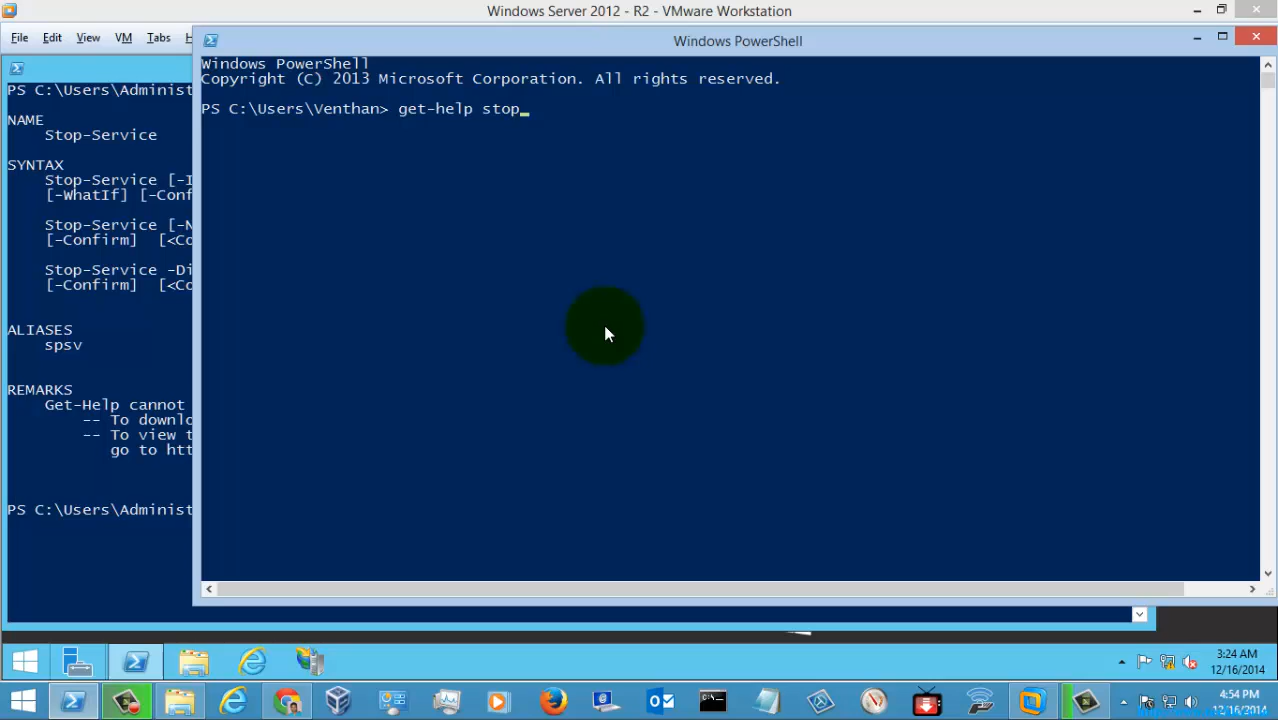 Windows Server 2012 - R2 - VMware Workstation
File Edit View VM Tabs H
Windows PowerShell
Windows PowerShell
Copyright (C) 2013 Microsoft Corporation. All rights reserved.
PS C:\Users\Venthan> get-help stop
PS C:\Users\Administ
NAME
Stop-Service
SYNTAX
Stop-Service [-I
[-WhatIf] [-Conf
Stop-Service [-N
[-Confirm] [<Co
Stop-Service -Di
[-Confirm] [<Co
ALIASES
spsv
REMARKS
Get-Help cannot
-- To downlo
-- To view t
go to htt
PS C:\Users\Administ
3:24 AM
12/16/2014
4:54 PM
12/16/2014